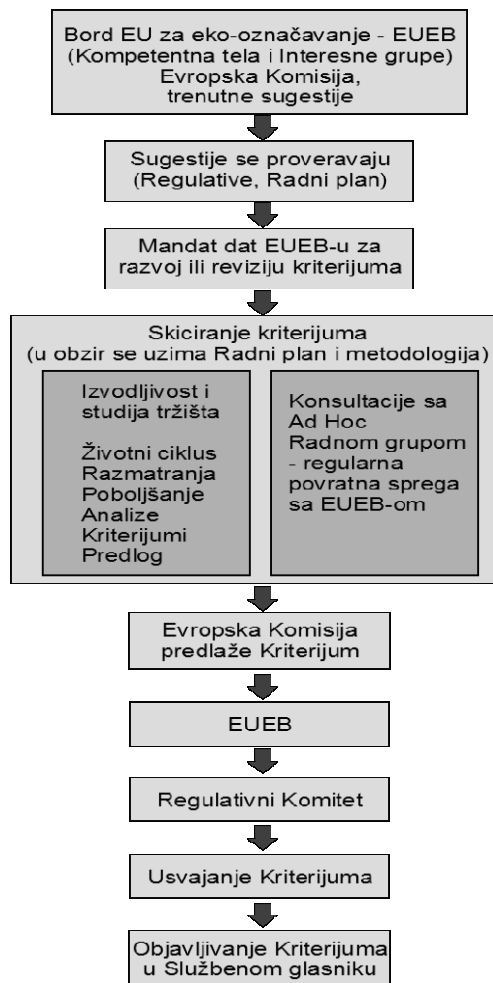 Bord EU za eko-označavanje - EUEB
(Kompetentna tela i Interesne grupe)
Evropska Komisija,
trenutne sugestije
Sugestije se proveravaju
(Regulative, Radni plan)
Mandat dat EUEB-u za
razvoj ili reviziju kriterijuma
Skiciranje kriterijuma
(u obzir se uzima Radni plan i metodologija)
Izvodljivost i
studija tržišta
Životni ciklus
Razmatranja
Poboljšanje
Analize
Kriterijumi
Predlog
Konsultacije sa
Ad Hoc
Radnom grupom
- regularna
povratna sprega
sa EUEB-om
Evropska Komisija
predlaže Kriterijum
EUEB
Regulativni Komitet
Usvajanje Kriterijuma
Objavljivanje Kriterijuma
u Službenom glasniku